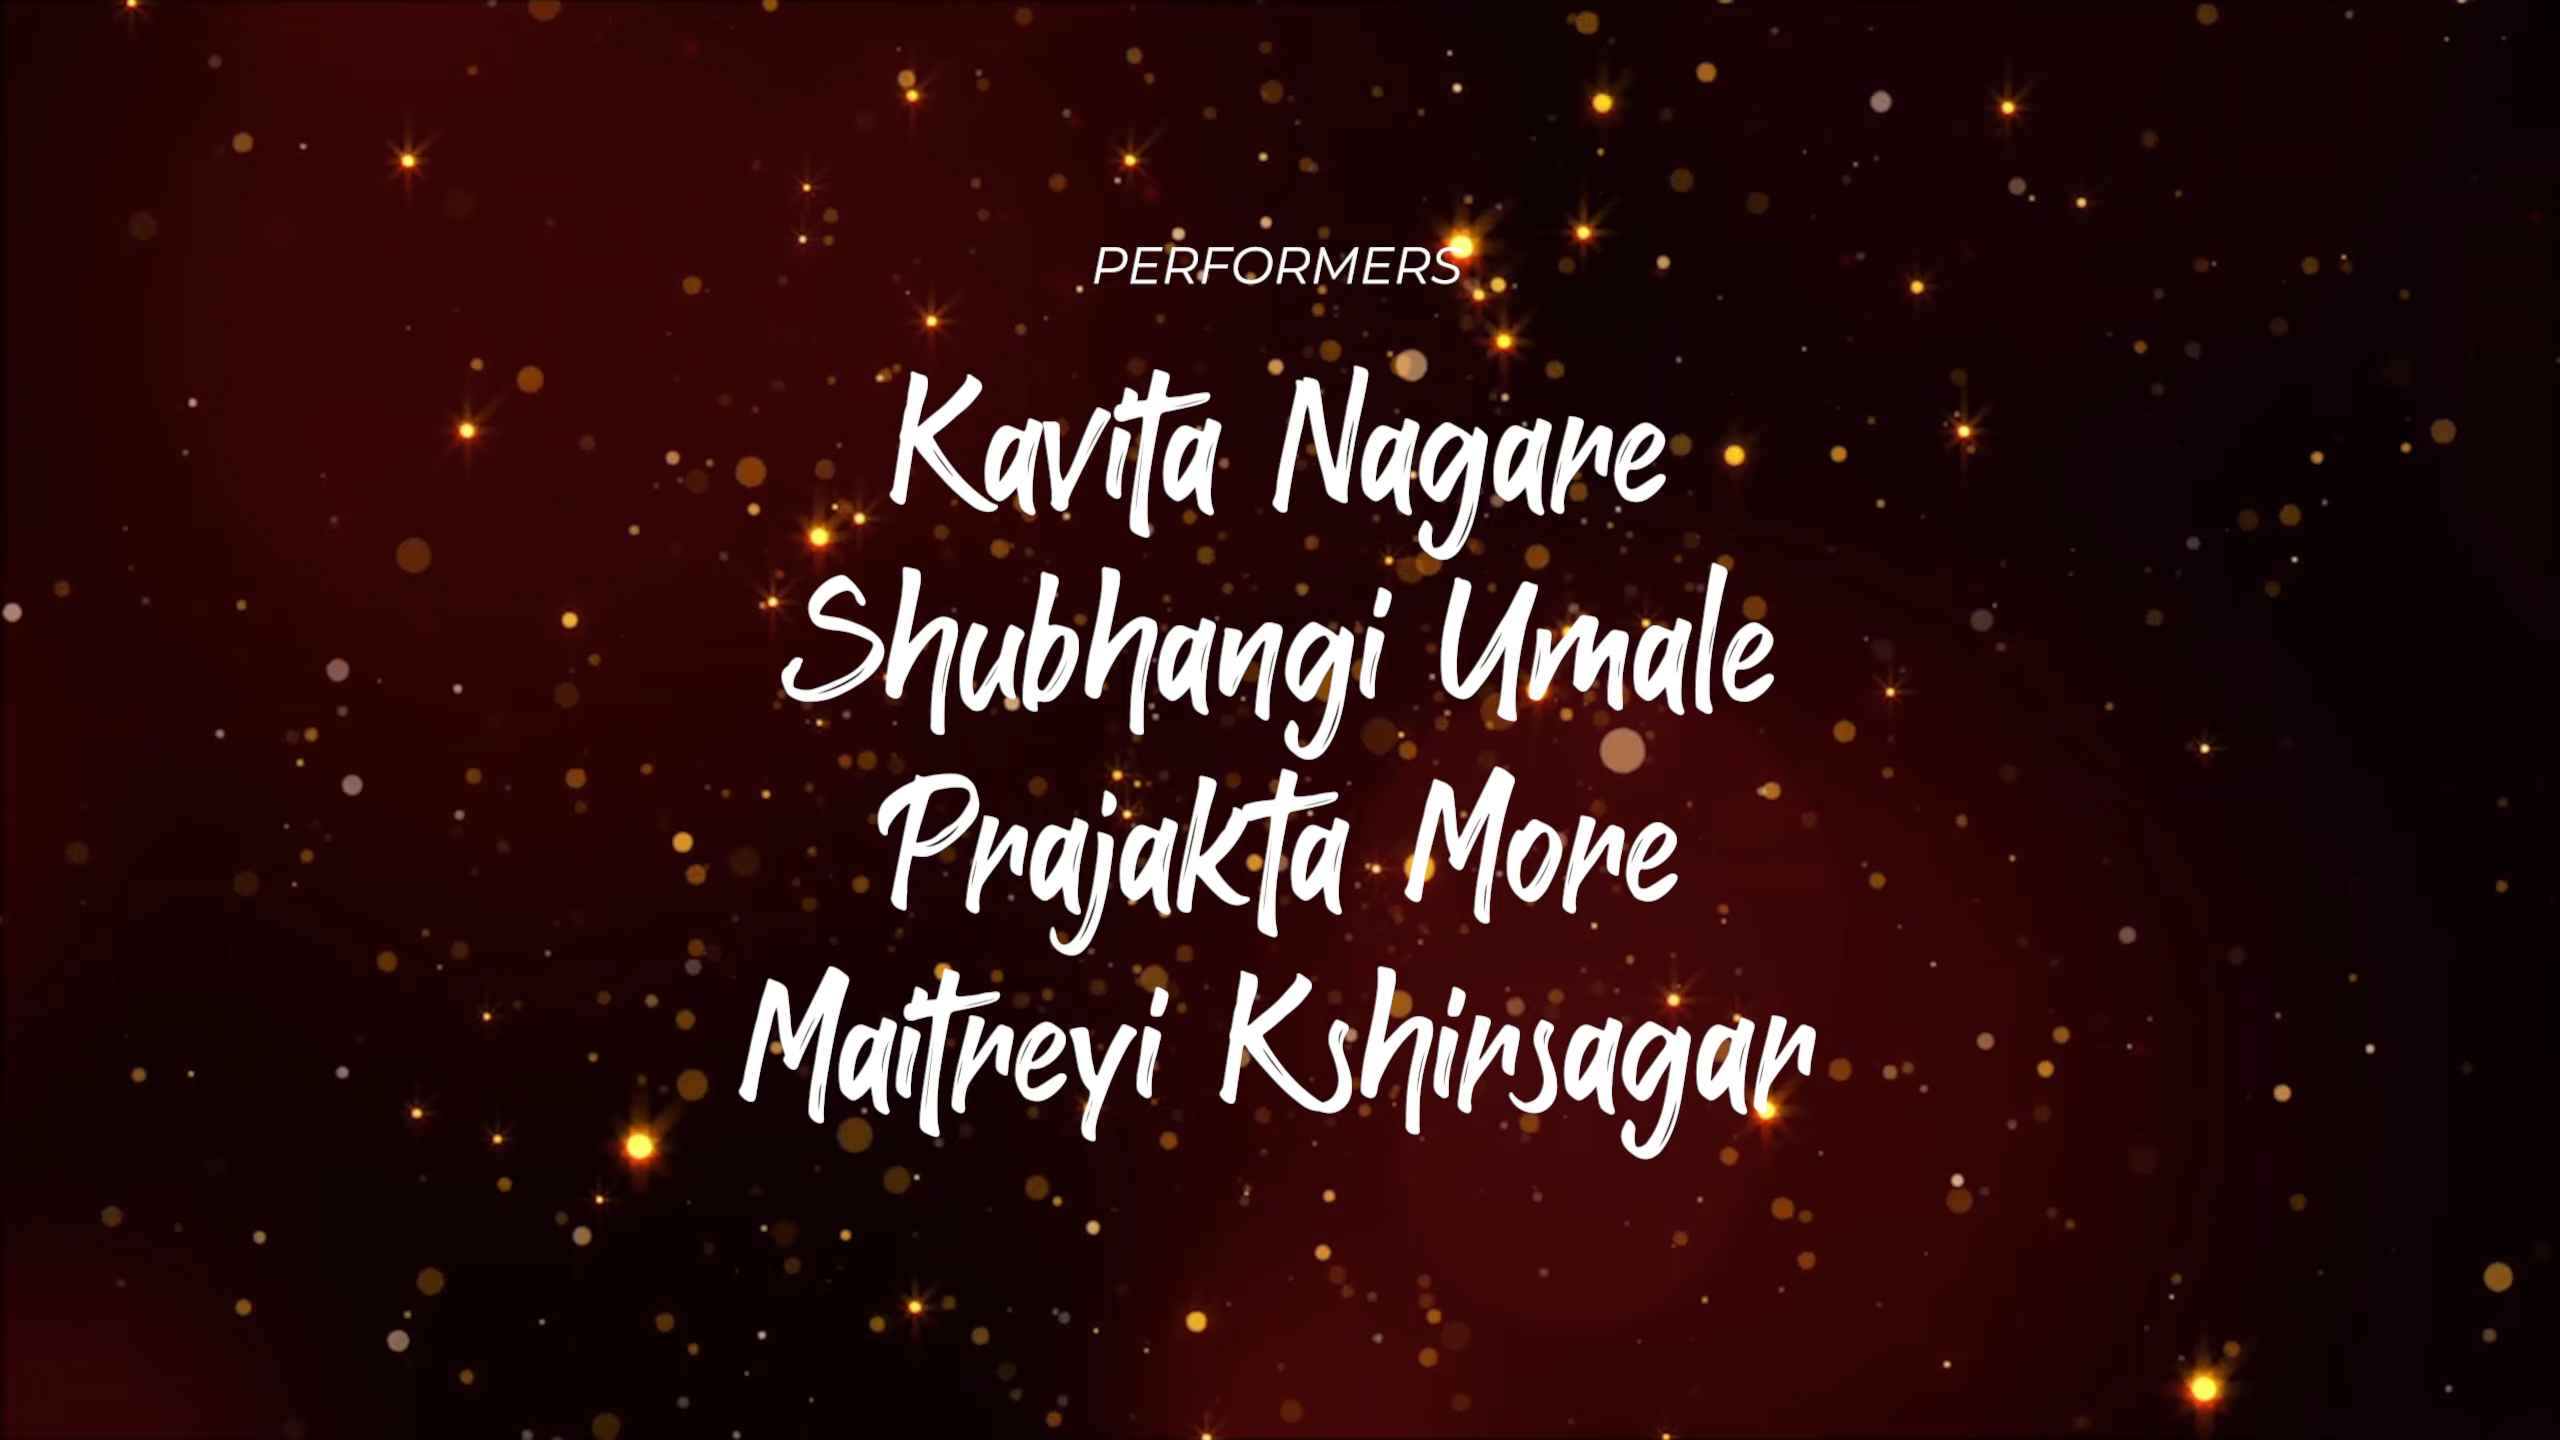 PERFORMERS
Kavita Nagare
Shubhangi Umale
Prajakta More
Maitreyi Kshirsagar